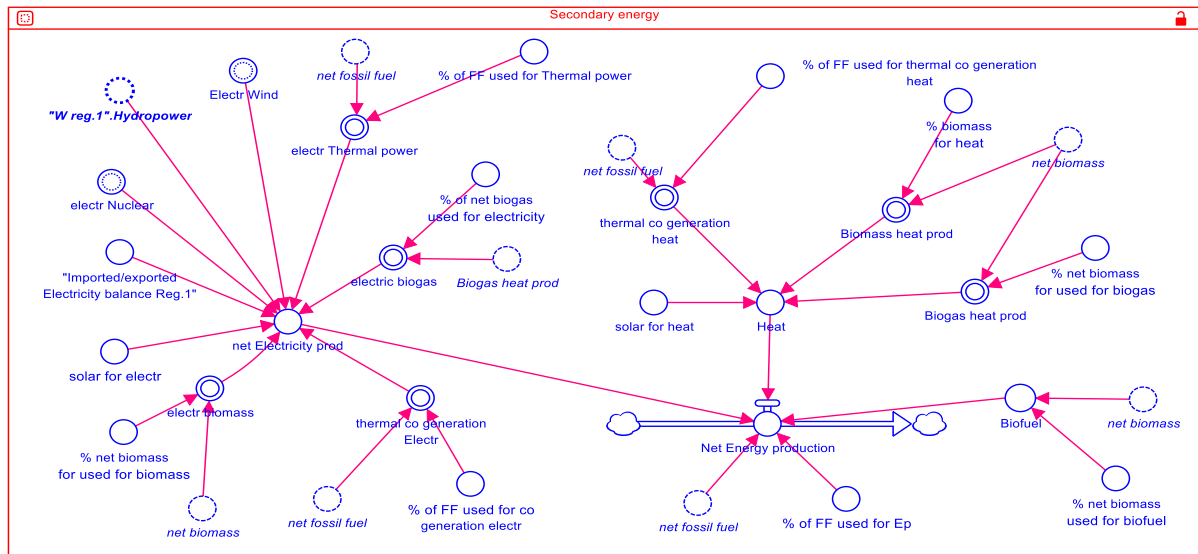 Secondary energy
net fossil fuel
% of FF used for Thermal power
% of FF used for thermal co generation
heat
Electr Wind
"W reg.1".Hydropower
% biomass
for heat
electr Thermal power
net fossil fuel
net biomass
electr Nuclear
% of net biogas
used for electricity
thermal co generation
heat
Biomass heat prod
"Imported/exported
Electricity balance Reg.1"
electric biogas
Biogas heat prod
% net biomass
for used for biogas
solar for heat
Heat
Biogas heat prod
net Electricity prod
solar for electr
electr biomass
thermal co generation
Electr
Net Energy production
Biofuel
net biomass
% net biomass
for used for biomass
% of FF used for co
generation electr
net fossil fuel
net biomass
net fossil fuel
% of FF used for Ep
% net biomass
used for biofuel